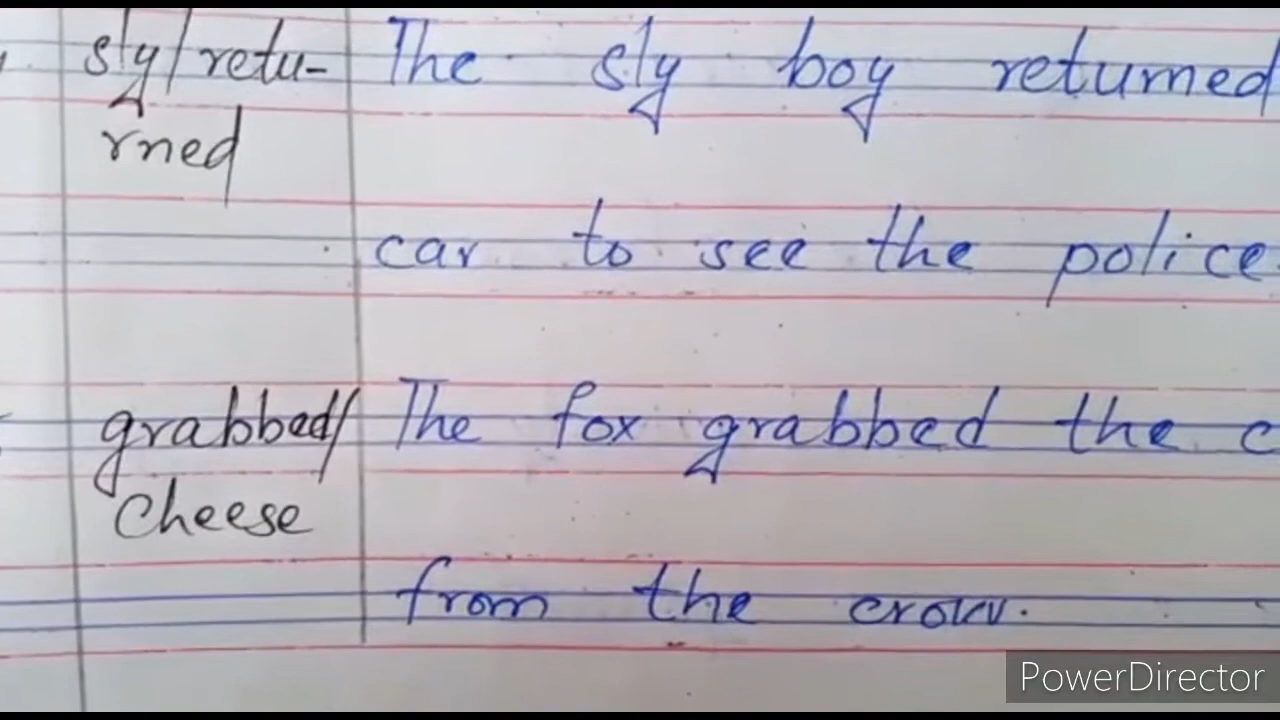 sly/retu- The sly boy returned
rned
car to see the police
grabbed/ The fox grabbed the c
cheese
from the crow.
PowerDirector